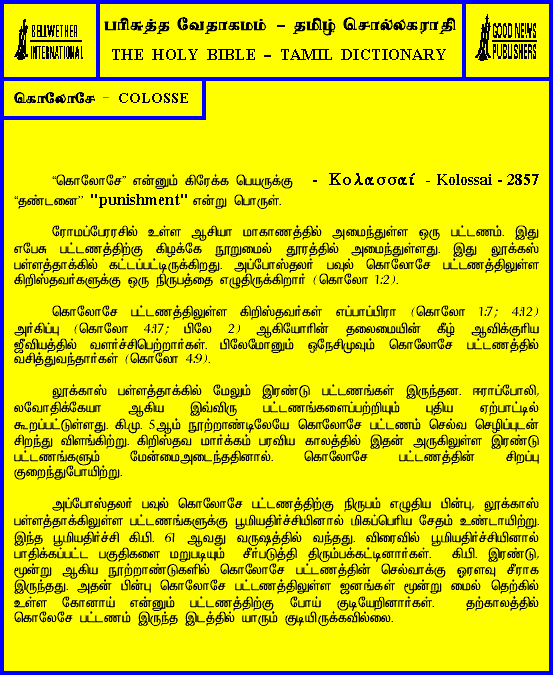 BELLWETHER
INTERNATIONAL
பரிசுத்த வேதாகமம் – தமிழ் சொல்லகராதி
THE HOLY BIBLE – TAMIL DICTIONARY
GOOD NEWS
PUBLISHERS
கொலோசே – COLOSSE
“கொலோசே” என்னும் கிரேக்க பெயருக்கு - Κολασσαί - Kolossai - 2857
“தண்டனை” "punishment" என்று பொருள்.
ரோமப்பேரரசில் உள்ள ஆசியா மாகாணத்தில் அமைந்துள்ள ஒரு பட்டணம். இது
எபேசு பட்டணத்திற்கு கிழக்கே நூறுமைல் தூரத்தில் அமைந்துள்ளது. இது லூக்கஸ்
பள்ளத்தாக்கில் கட்டப்பட்டிருக்கிறது. அப்போஸ்தலர் பவுல் கொலோசே பட்டணத்திலுள்ள
கிறிஸ்தவர்களுக்கு ஒரு நிருபத்தை எழுதிருக்கிறார் (கொலோ 1:2).
கொலோசே பட்டணத்திலுள்ள கிறிஸ்தவர்கள் எப்பாப்பிரா (கொலோ 1:7; 4:12)
அர்கிப்பு (கொலோ 4:17; பிலே 2) ஆகியோரின் தலைமையின் கீழ் ஆவிக்குரிய
ஜீவியத்தில் வளர்ச்சிபெற்றார்கள். பிலேமோனும் ஒநேசிமுவும் கொலோசே பட்டணத்தில்
வசித்துவந்தார்கள் (கொலோ 4:9).
லூக்காஸ் பள்ளத்தாக்கில் மேலும் இரண்டு பட்டணங்கள் இருந்தன. ஈராப்போலி,
லவோதிக்கேயா ஆகிய இவ்விரு பட்டணங்களைப்பற்றியும் புதிய ஏற்பாட்டில்
கூறப்பட்டுள்ளது. கி.மு. 5ஆம் நூற்றாண்டிலேயே கொலோசே பட்டணம் செல்வ செழிப்புடன்
சிறந்து விளங்கிற்று. கிறிஸ்தவ மார்க்கம் பரவிய காலத்தில் இதன் அருகிலுள்ள இரண்டு
பட்டணங்களும் மேன்மைஅடைந்ததினால். கொலோசே பட்டணத்தின் சிறப்பு
குறைந்துபோயிற்று.
அப்போஸ்தலர் பவுல் கொலோசே பட்டணத்திற்கு நிருபம் எழுதிய பின்பு, லூக்கஸ்
பள்ளத்தாக்கிலுள்ள பட்டணங்களுக்கு பூமியதிர்ச்சியினால் மிகப்பெரிய சேதம் உண்டாயிற்று.
இந்த பூமியதிர்ச்சி கி.பி. 61 ஆவது வருஷத்தில் வந்தது. விரைவில் பூமியதிர்ச்சியினால்
பாதிக்கப்பட்ட பகுதிகளை மறுபடியும் சீர்படுத்தி திரும்பக்கட்டினார்கள். கி.பி. இரண்டு,
மூன்று ஆகிய நூற்றாண்டுகளில் கொலோசே பட்டணத்தின் செல்வாக்கு ஓரளவு சீராக
இருந்தது. அதன் பின்பு கொலோசே பட்டணத்திலுள்ள ஜனங்கள் மூன்று மைல் தெற்கில்
உள்ள கோனாய் என்னும் பட்டணத்திற்கு போய் குடியேறினார்கள். தற்காலத்தில்
கொலேசே பட்டணம் இருந்த இடத்தில் யாரும் குடியிருக்கவில்லை.